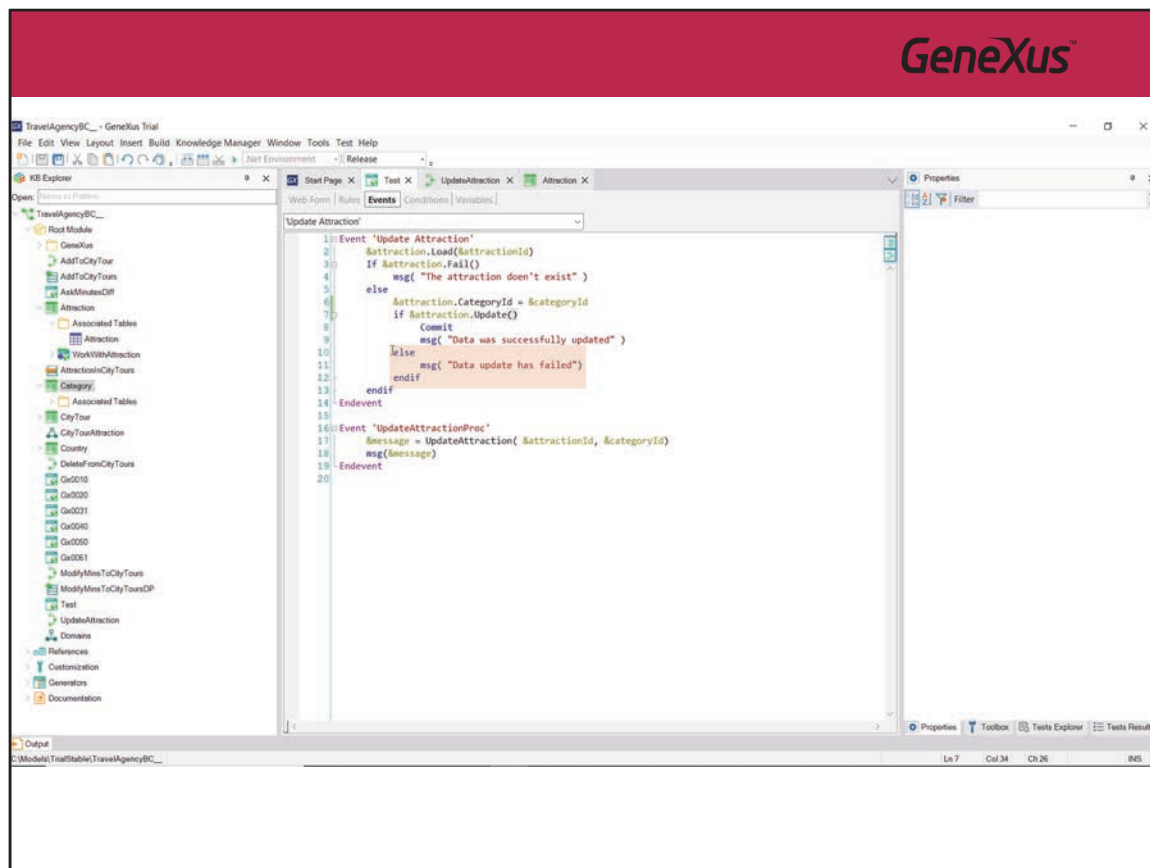 GeneXus™
GX TravelAgencyBC__ - GeneXus Trial
File Edit View Layout Insert Build Knowledge Manager Window Tools Test Help
.Net Environment Release
KB Explorer
Open: Name or Pattern
TravelAgencyBC__
Root Module
GeneXus
AddToCityTour
AddToCityTours
AskMinutesDiff
Attraction
Associated Tables
Attraction
WorkWithAttraction
AttractionInCityTours
Category
Associated Tables
CityTour
CityTourAttraction
Country
DeleteFromCityTours
Gx0010
Gx0020
Gx0031
Gx0040
Gx0050
Gx0061
ModifyMinsToCityTours
ModifyMinsToCityToursDP
Test
UpdateAttraction
Domains
References
Customization
Generators
Documentation
GX Start Page X Test X UpdateAttraction X Attraction X
Web Form | Rules | Events | Conditions | Variables |
'Update Attraction'
1 Event 'Update Attraction'
2 &attraction.Load(&attractionId)
3 If &attraction.Fail()
4 msg( "The attraction doen't exist" )
5 else
6 &attraction.CategoryId = &categoryId
7 if &attraction.Update()
8 Commit
9 msg( "Data was successfully updated" )
10 else
11 msg( "Data update has failed")
12 endif
13 endif
14 Endevent
15
16 Event 'UpdateAttractionProc'
17 &message = UpdateAttraction( &attractionId, &categoryId)
18 msg(&message)
19 Endevent
20
Properties
Filter
Properties Toolbox Tests Explorer Tests Result
Output
C:\Models\TrialStable\TravelAgencyBC__ Ln 7 Col 34 Ch 26 INS